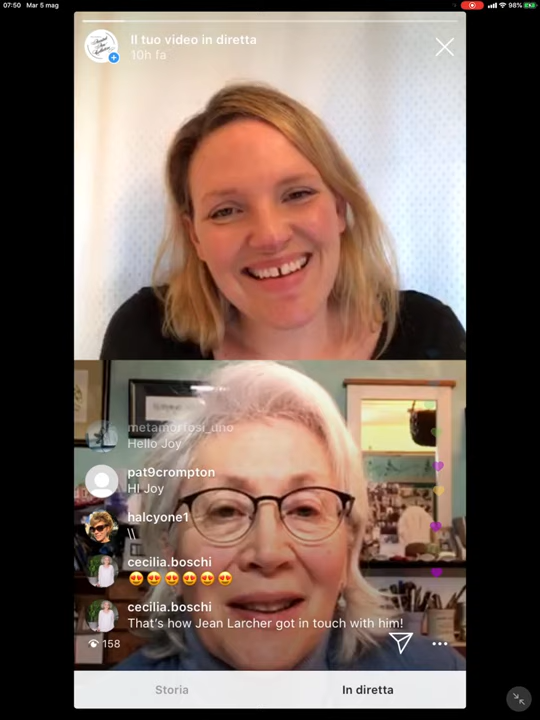 07:50 Mar 5 mag
98%
Il tuo video in diretta
10h fa
metamorfosi_uno
Hello Joy
pat9crompton
HI Joy
halcyone1
\\
cecilia.boschi
😍😍😍😍😍😍
cecilia.boschi
That's how Jean Larcher got in touch with him!
158
Storia
In diretta